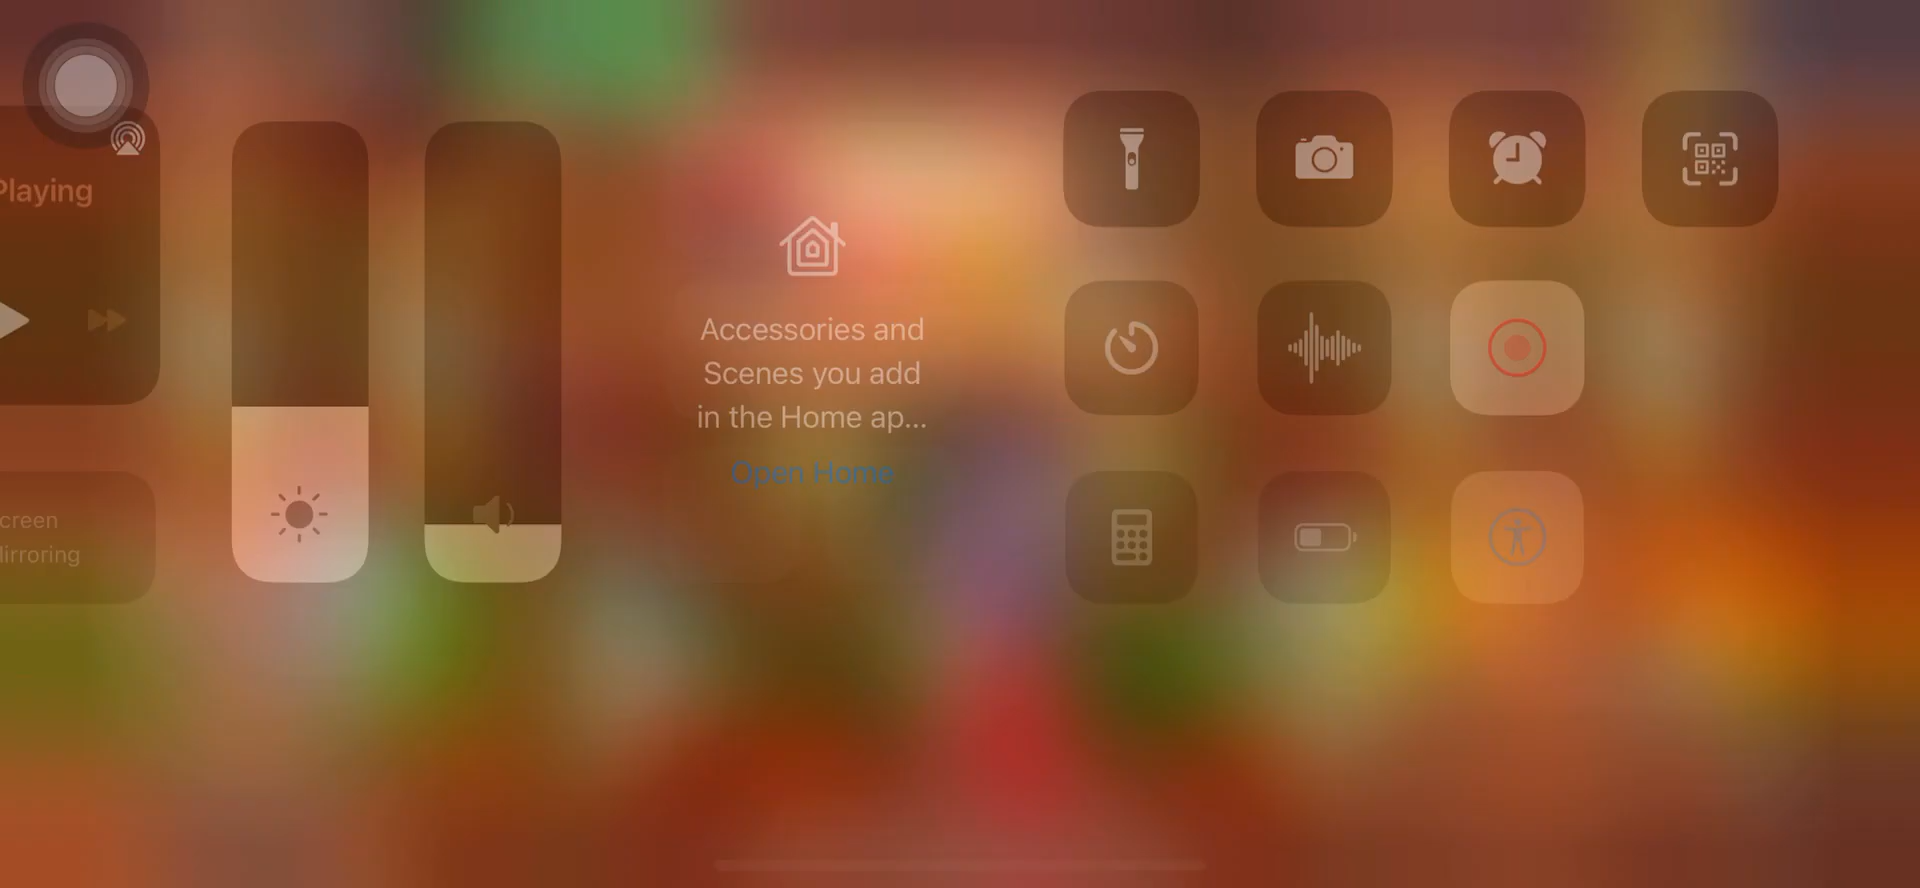 Playing
creen
irroring
Accessories and
Scenes you add
in the Home ap...
Open Home